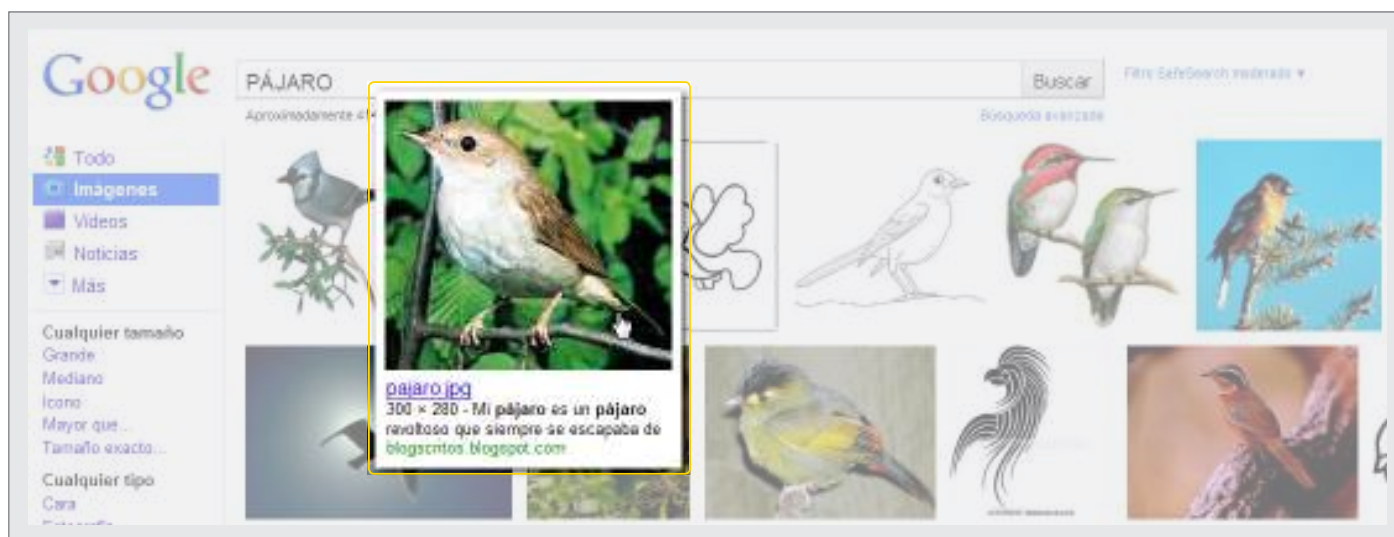 Google
PÁJARO
Buscar
Filtro SafeSearch moderado ▼
Aproximadamente
Búsqueda avanzada
Todo
Imágenes
Vídeos
Noticias
Más
Cualquier tamaño
Grande
Mediano
Icono
Mayor que...
Tamaño exacto...
Cualquier tipo
Cara
pajaro.jpg
300 × 280 - Mi pájaro es un pájaro
revoltoso que siempre se escapaba de
blogscritos.blogspot.com